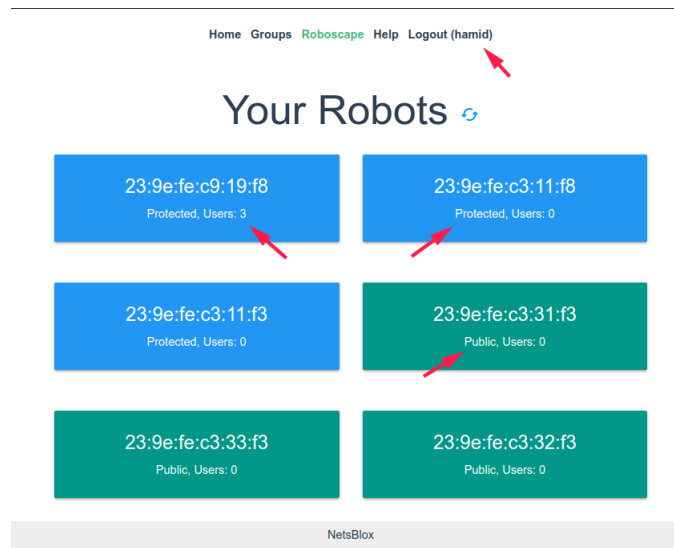 Home Groups Roboscape Help Logout (hamid)
Your Robots
23:9e:fe:c9:19:f8
Protected, Users: 3
23:9e:fe:c3:11:f8
Protected, Users: 0
23:9e:fe:c3:11:f3
Protected, Users: 0
23:9e:fe:c3:31:f3
Public, Users: 0
23:9e:fe:c3:33:f3
Public, Users: 0
23:9e:fe:c3:32:f3
Public, Users: 0
NetsBlox